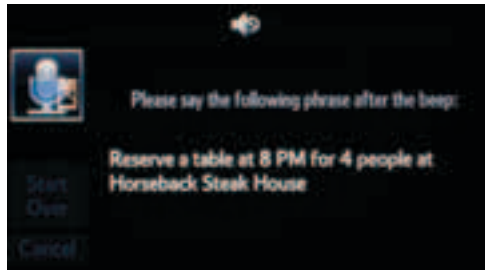 Please say the following phrase after the beep:
Reserve a table at 8 PM for 4 people at
Horseback Steak House
Start
Over
Cancel